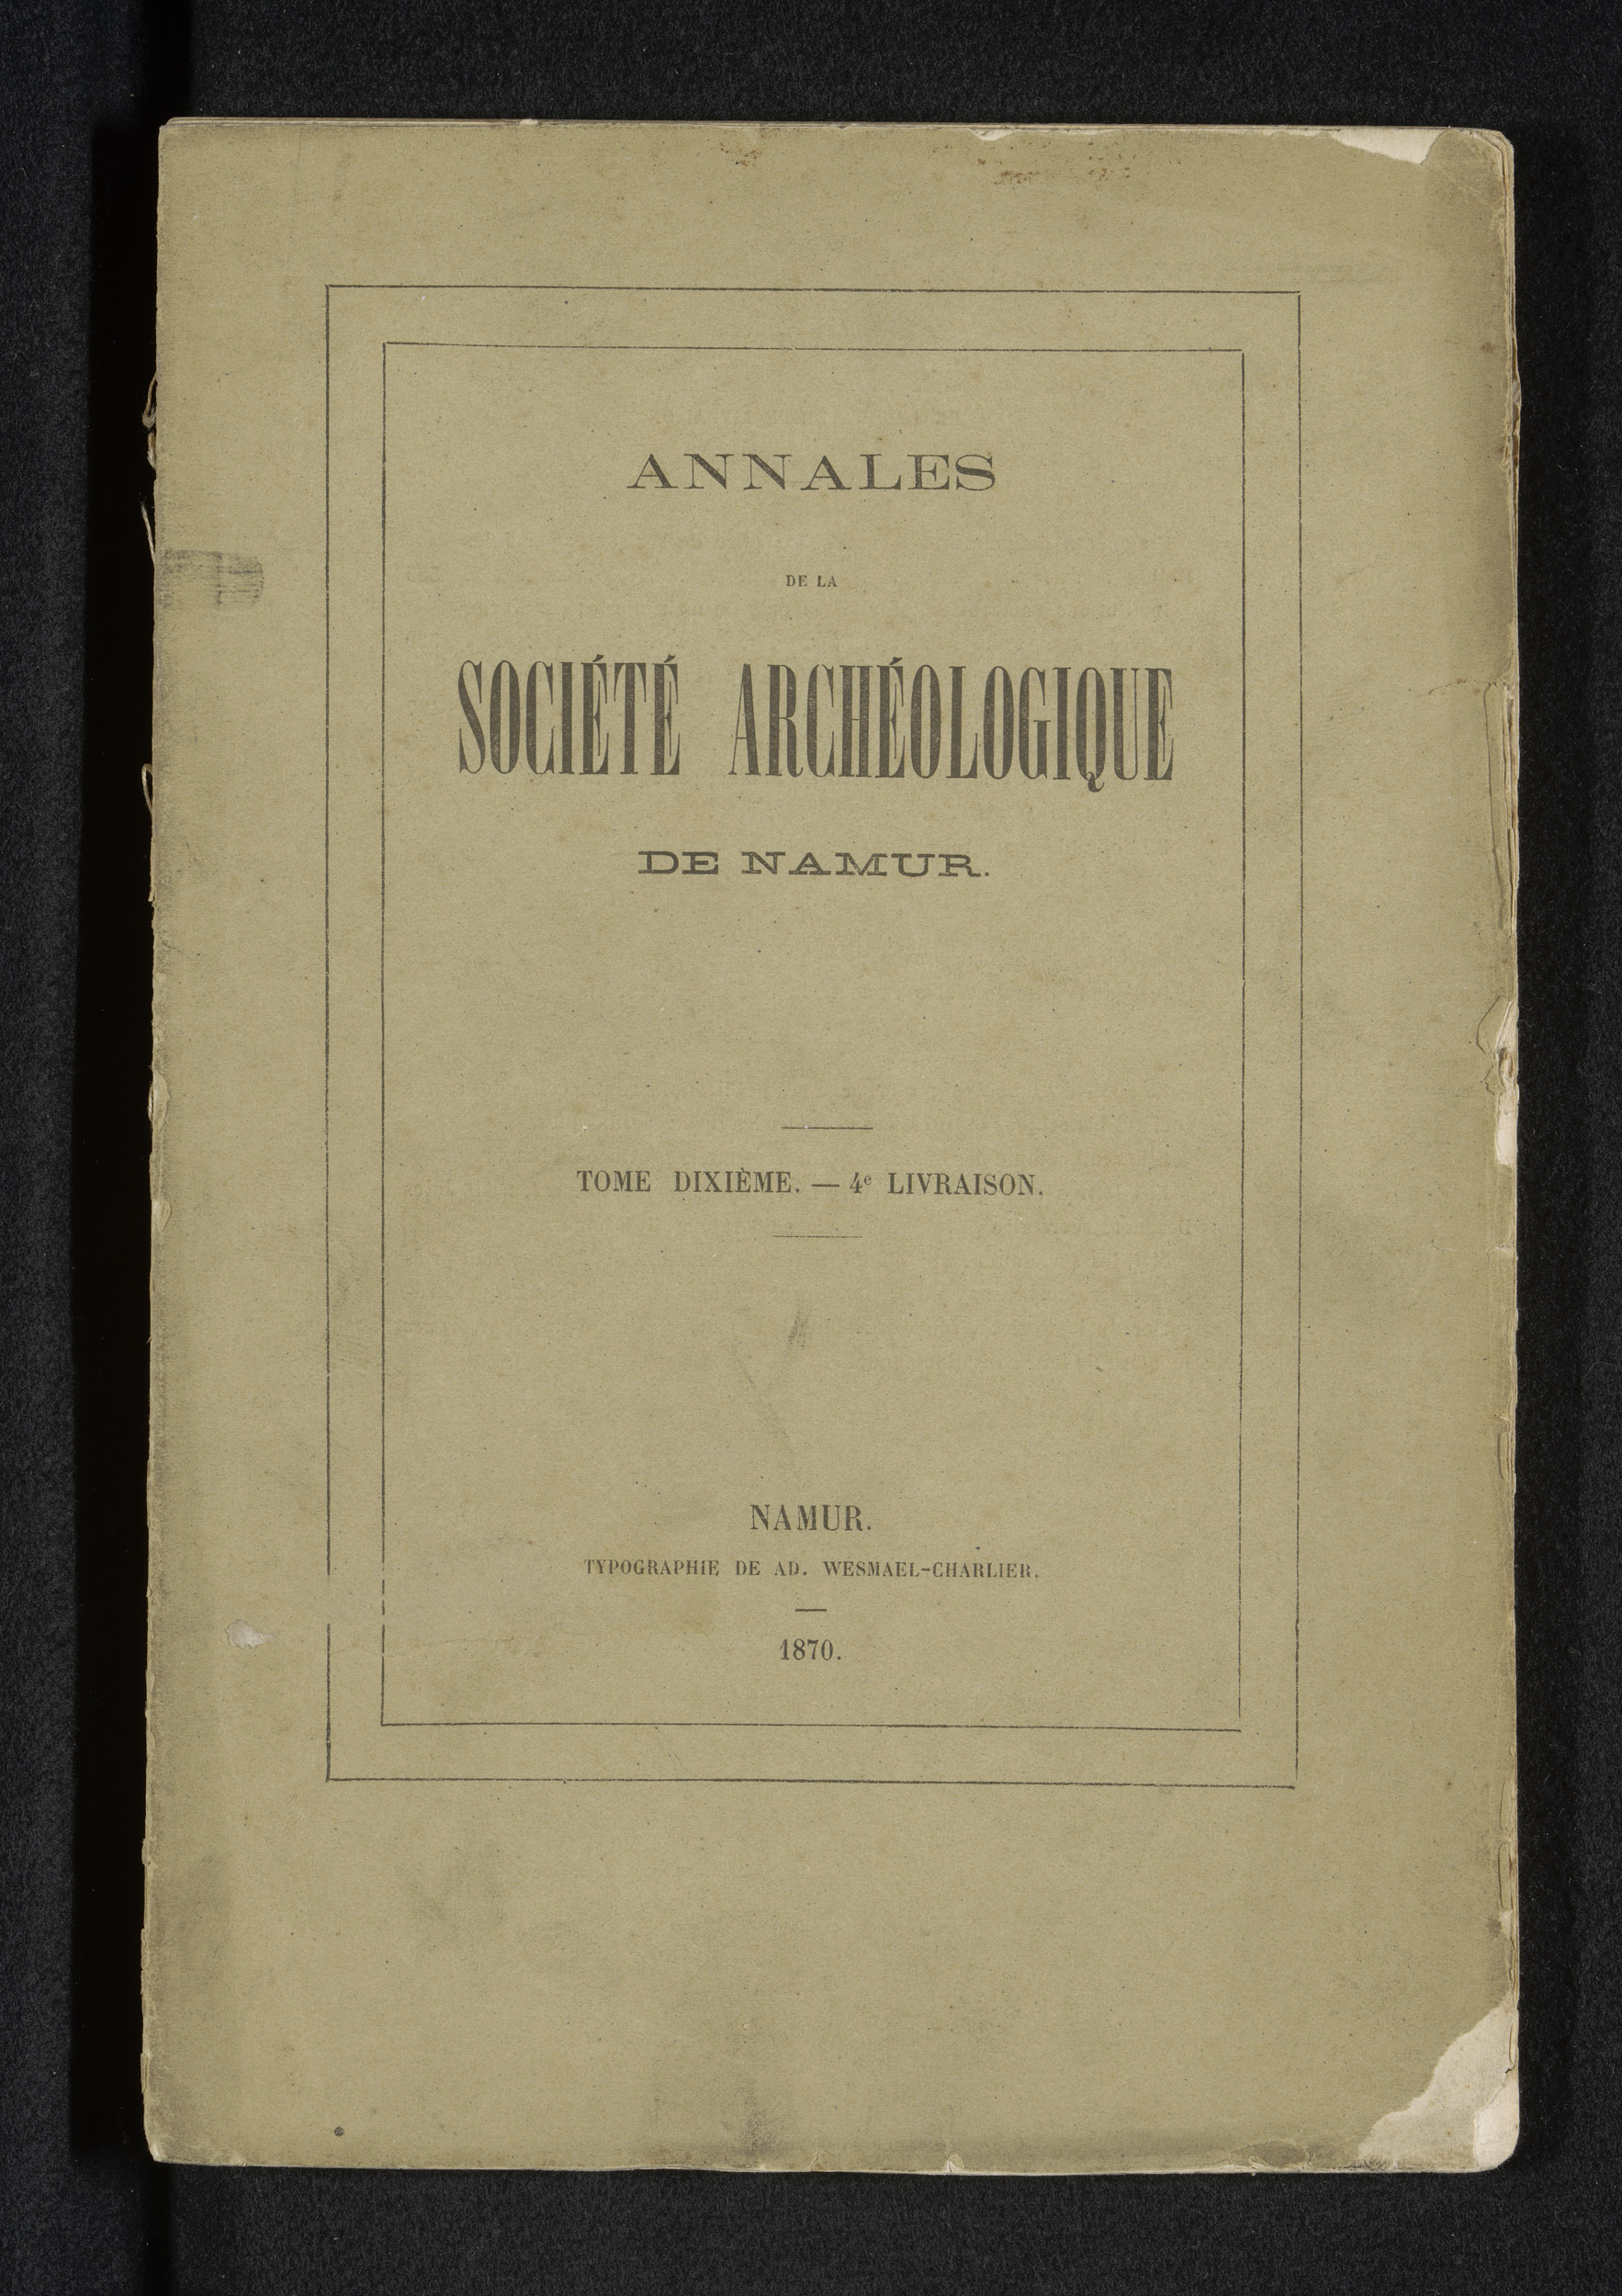 ANNALES
DE LA
SOCIÉTÉ ARCHÉOLOGIQUE
DE NAMUR.
TOME DIXIÈME. — 4e LIVRAISON.
NAMUR.
TYPOGRAPHIE DE AD. WESMAEL-CHARLIER.
1870.